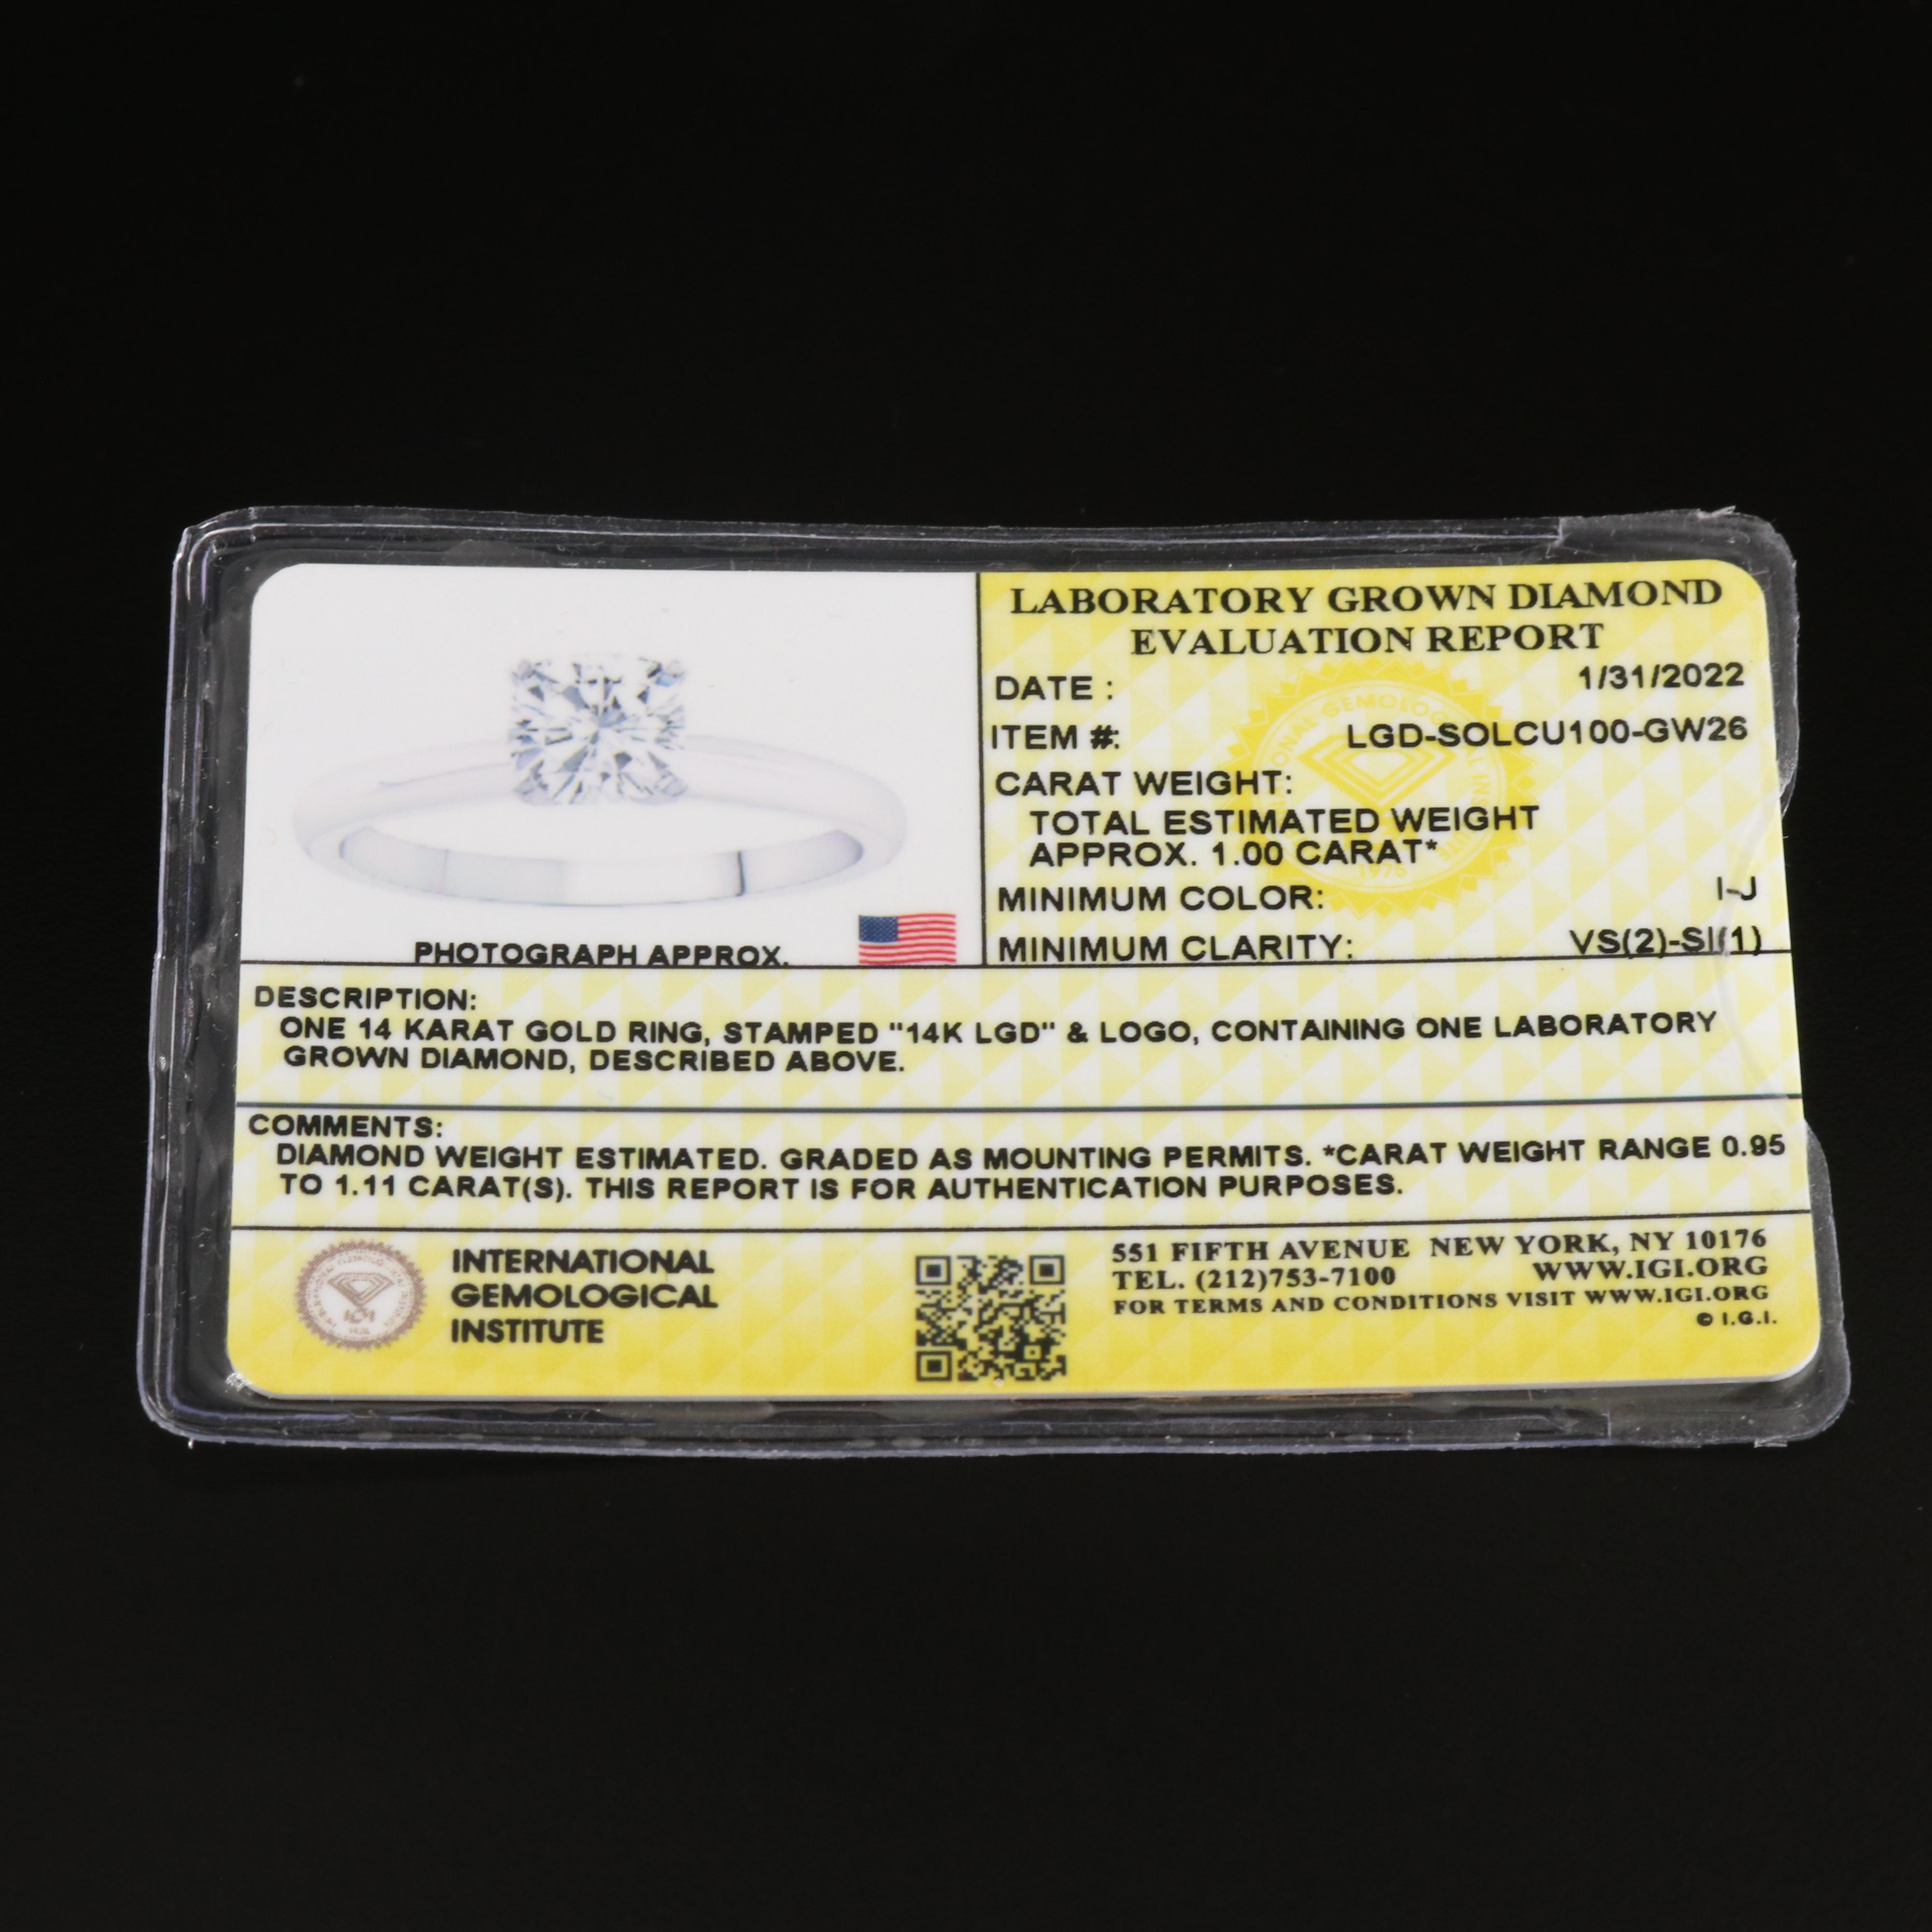 LABORATORY GROWN DIAMOND
EVALUATION REPORT
DATE : 1/31/2022
ITEM #: LGD-SOLCU100-GW26
CARAT WEIGHT:
TOTAL ESTIMATED WEIGHT
APPROX. 1.00 CARAT*
MINIMUM COLOR: I-J
MINIMUM CLARITY: VS(2)-SI(1)
PHOTOGRAPH APPROX.
DESCRIPTION:
ONE 14 KARAT GOLD RING, STAMPED "14K LGD" & LOGO, CONTAINING ONE LABORATORY
GROWN DIAMOND, DESCRIBED ABOVE.
COMMENTS:
DIAMOND WEIGHT ESTIMATED. GRADED AS MOUNTING PERMITS. *CARAT WEIGHT RANGE 0.95
TO 1.11 CARAT(S). THIS REPORT IS FOR AUTHENTICATION PURPOSES.
INTERNATIONAL
GEMOLOGICAL
INSTITUTE
551 FIFTH AVENUE NEW YORK, NY 10176
TEL. (212)753-7100 WWW.IGI.ORG
FOR TERMS AND CONDITIONS VISIT WWW.IGI.ORG
© I.G.I.